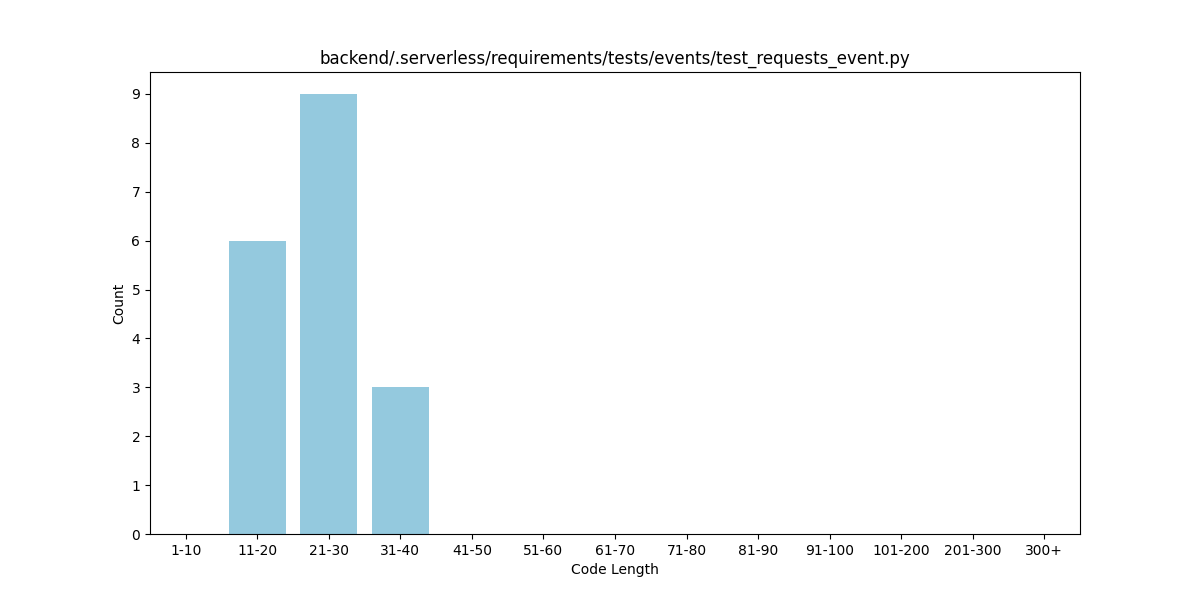 backend/.serverless/requirements/tests/events/test_requests_event.py
9
8
7
6
5
4
3
2
1
0
Count
1-10 11-20 21-30 31-40 41-50 51-60 61-70 71-80 81-90 91-100 101-200 201-300 300+
Code Length